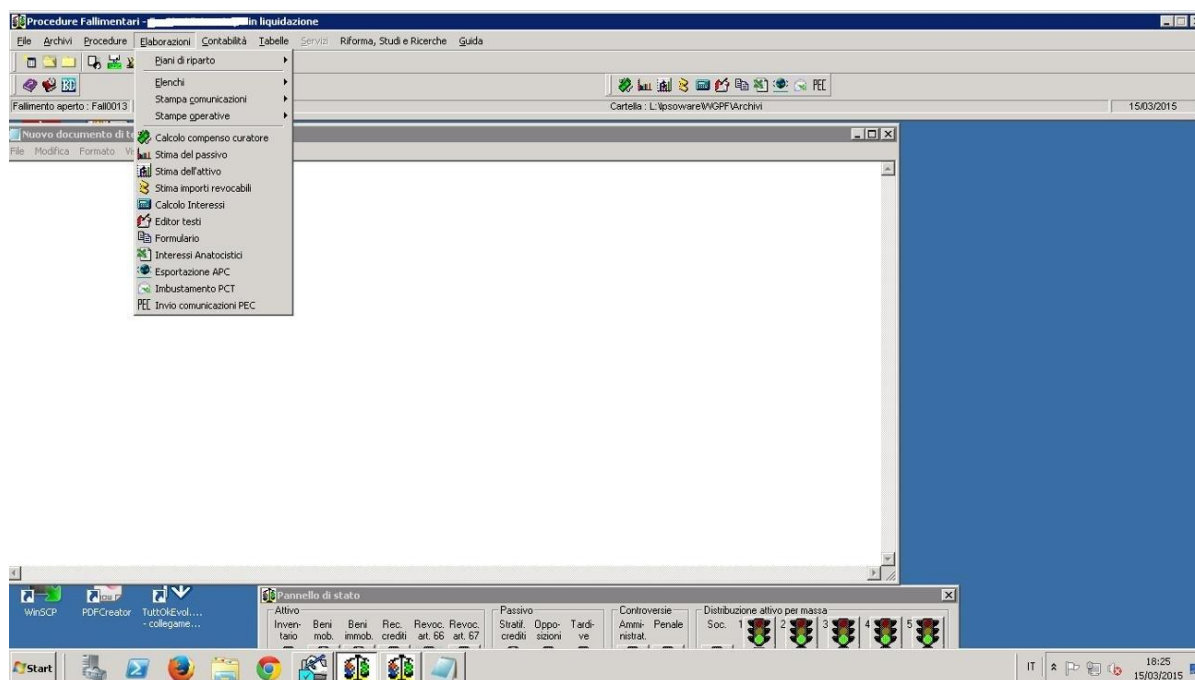 Procedure Fallimentari - in liquidazione
File Archivi Procedure Elaborazioni Contabilità Tabelle Servizi Riforma, Studi e Ricerche Guida
Piani di riparto
Elenchi
Stampa comunicazioni
Stampe operative
Calcolo compenso curatore
Stima del passivo
Stima dell'attivo
Stima importi revocabili
Calcolo Interessi
Editor testi
Formulario
Interessi Anatocistici
Esportazione APC
Imbustamento PCT
PEC Invio comunicazioni PEC
PEC
Fallimento aperto : Fall0013
Cartella : L:\Ipsoware\WGPF\Archivi
15/03/2015
Nuovo documento di
File Modifica Formato
WinSCP
PDFCreator
TuttOkEvol....
- collegame...
Pannello di stato
Attivo
Inven-
tario
Beni
mob.
Beni
immob.
Rec.
crediti
Revoc.
art. 66
Revoc.
art. 67
Passivo
Stratif.
crediti
Oppo-
sizioni
Tardi-
ve
Controversie
Ammi-
nistrat.
Penale
Distribuzione attivo per massa
Soc. 1 2 3 4 5
Start
IT
18:25
15/03/2015